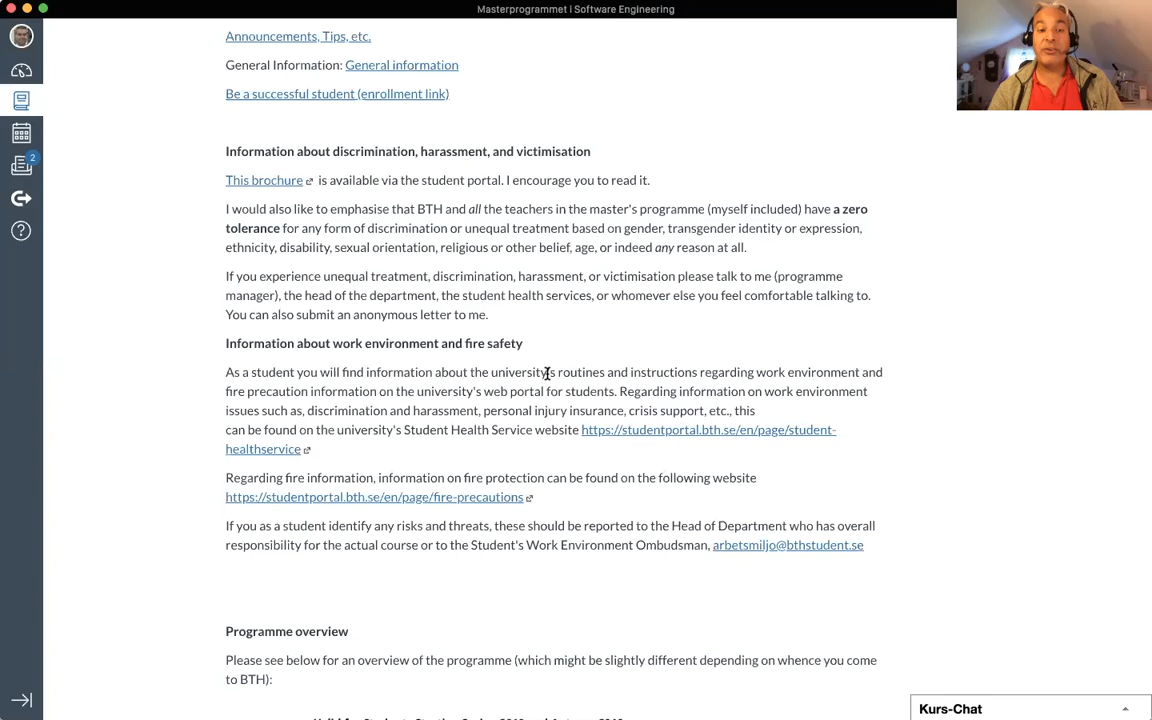 Masterprogrammet | Software Engineering
Announcements, Tips, etc.
General Information: General information
Be a successful student (enrollment link)
2
Information about discrimination, harassment, and victimisation
This brochure is available via the student portal. I encourage you to read it.
I would also like to emphasise that BTH and all the teachers in the master's programme (myself included) have a zero
tolerance for any form of discrimination or unequal treatment based on gender, transgender identity or expression,
ethnicity, disability, sexual orientation, religious or other belief, age, or indeed any reason at all.
If you experience unequal treatment, discrimination, harassment, or victimisation please talk to me (programme
manager), the head of the department, the student health services, or whomever else you feel comfortable talking to.
You can also submit an anonymous letter to me.
Information about work environment and fire safety
As a student you will find information about the university's routines and instructions regarding work environment and
fire precaution information on the university's web portal for students. Regarding information on work environment
issues such as, discrimination and harassment, personal injury insurance, crisis support, etc., this
can be found on the university's Student Health Service website https://studentportal.bth.se/en/page/student-
healthservice
Regarding fire information, information on fire protection can be found on the following website
https://studentportal.bth.se/en/page/fire-precautions
If you as a student identify any risks and threats, these should be reported to the Head of Department who has overall
responsibility for the actual course or to the Student's Work Environment Ombudsman, arbetsmiljo@bthstudent.se
Programme overview
Please see below for an overview of the programme (which might be slightly different depending on whence you come
to BTH):
Kurs-Chat